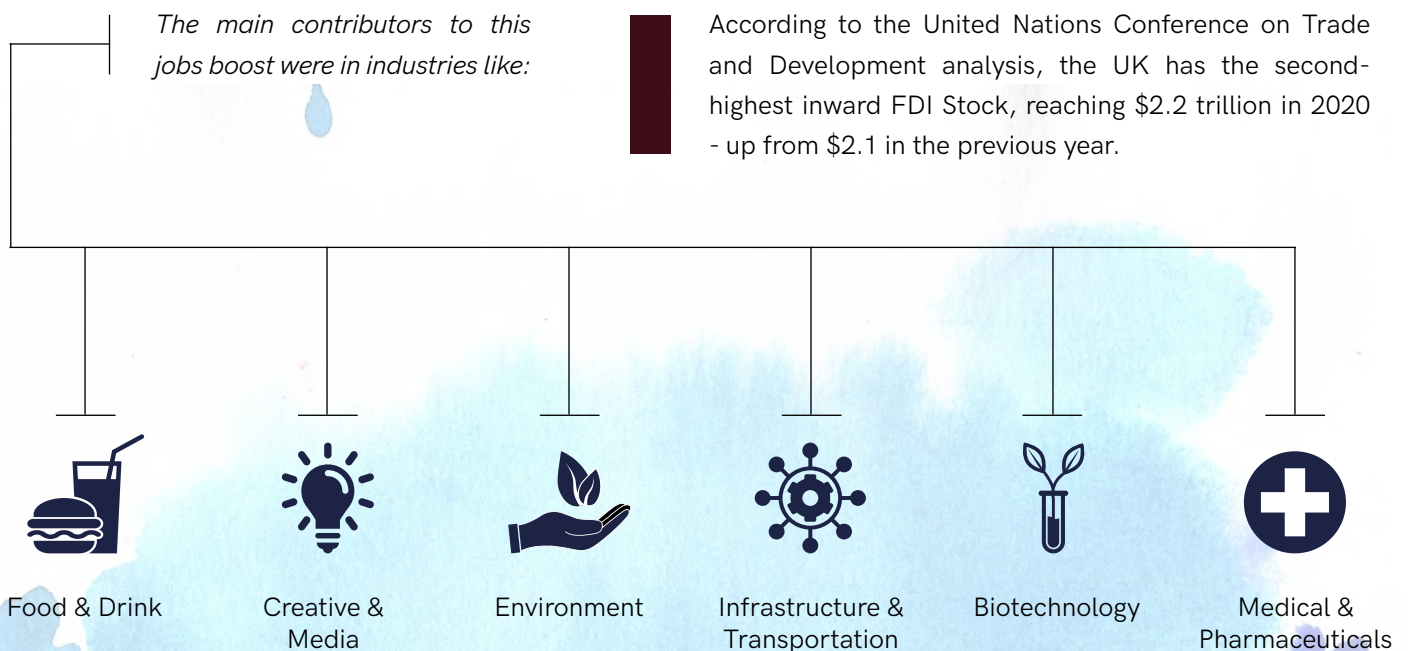 The main contributors to this
jobs boost were in industries like:
According to the United Nations Conference on Trade
and Development analysis, the UK has the second-
highest inward FDI Stock, reaching $2.2 trillion in 2020
- up from $2.1 in the previous year.
Food & Drink
Creative &
Media
Environment
Infrastructure &
Transportation
Biotechnology
Medical &
Pharmaceuticals